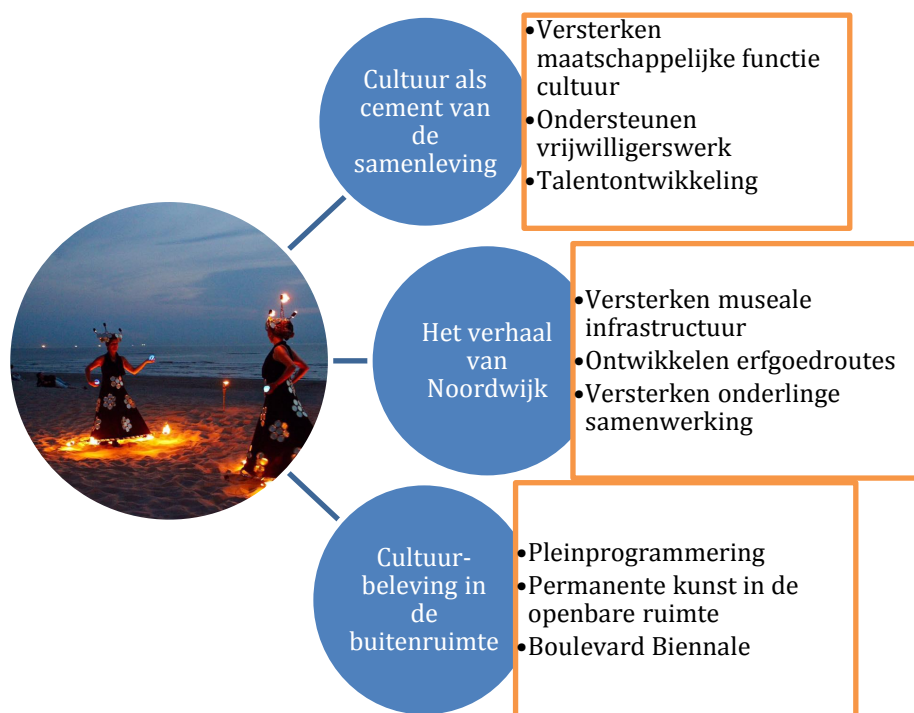 Cultuur als
cement van
de
samenleving
•Versterken
maatschappelijke functie
cultuur
•Ondersteunen
vrijwilligerswerk
•Talentontwikkeling
Het verhaal
van
Noordwijk
•Versterken museale
infrastructuur
•Ontwikkelen erfgoedroutes
•Versterken onderlinge
samenwerking
Cultuur-
beleving in
de
buitenruimte
•Pleinprogrammering
•Permanente kunst in de
openbare ruimte
•Boulevard Biennale